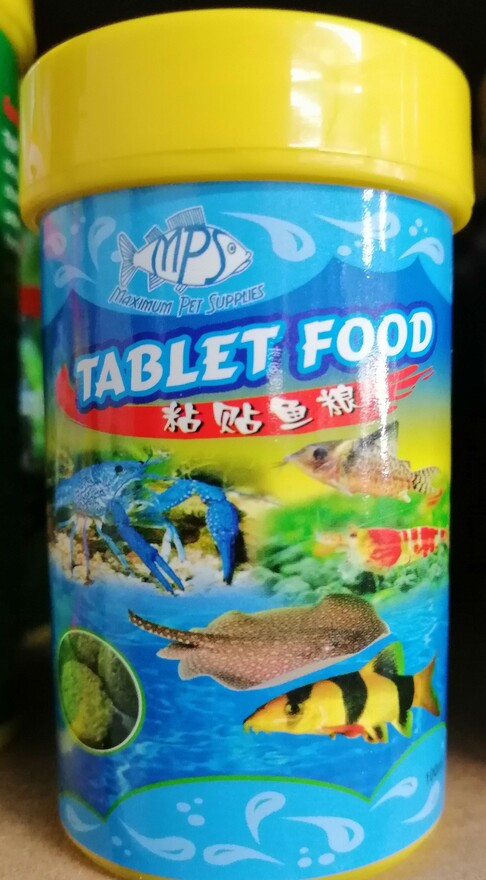 MPS
MAXIMUM PET SUPPLIES
TABLET FOOD
粘贴鱼粮